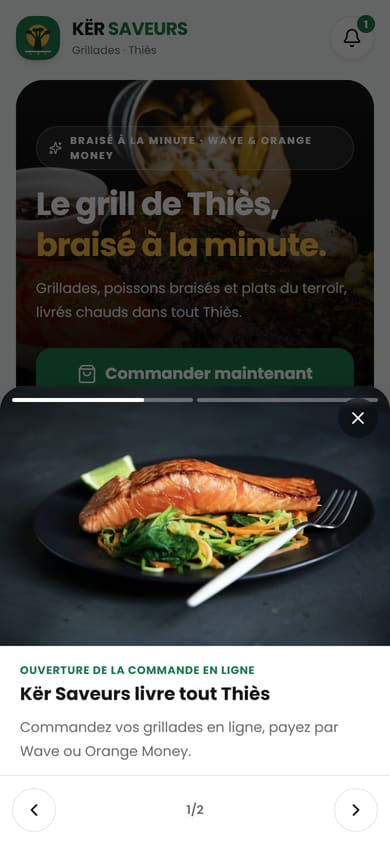 KËR SAVEURS
1
Grillades · Thiès
BRAISÉ À LA MINUTE · WAVE & ORANGE
MONEY
Le grill de Thiès,
braisé à la minute.
Grillades, poissons braisés et plats du terroir,
livrés chauds dans tout Thiès.
Commander maintenant
OUVERTURE DE LA COMMANDE EN LIGNE
Kër Saveurs livre tout Thiès
Commandez vos grillades en ligne, payez par
Wave ou Orange Money.
1/2